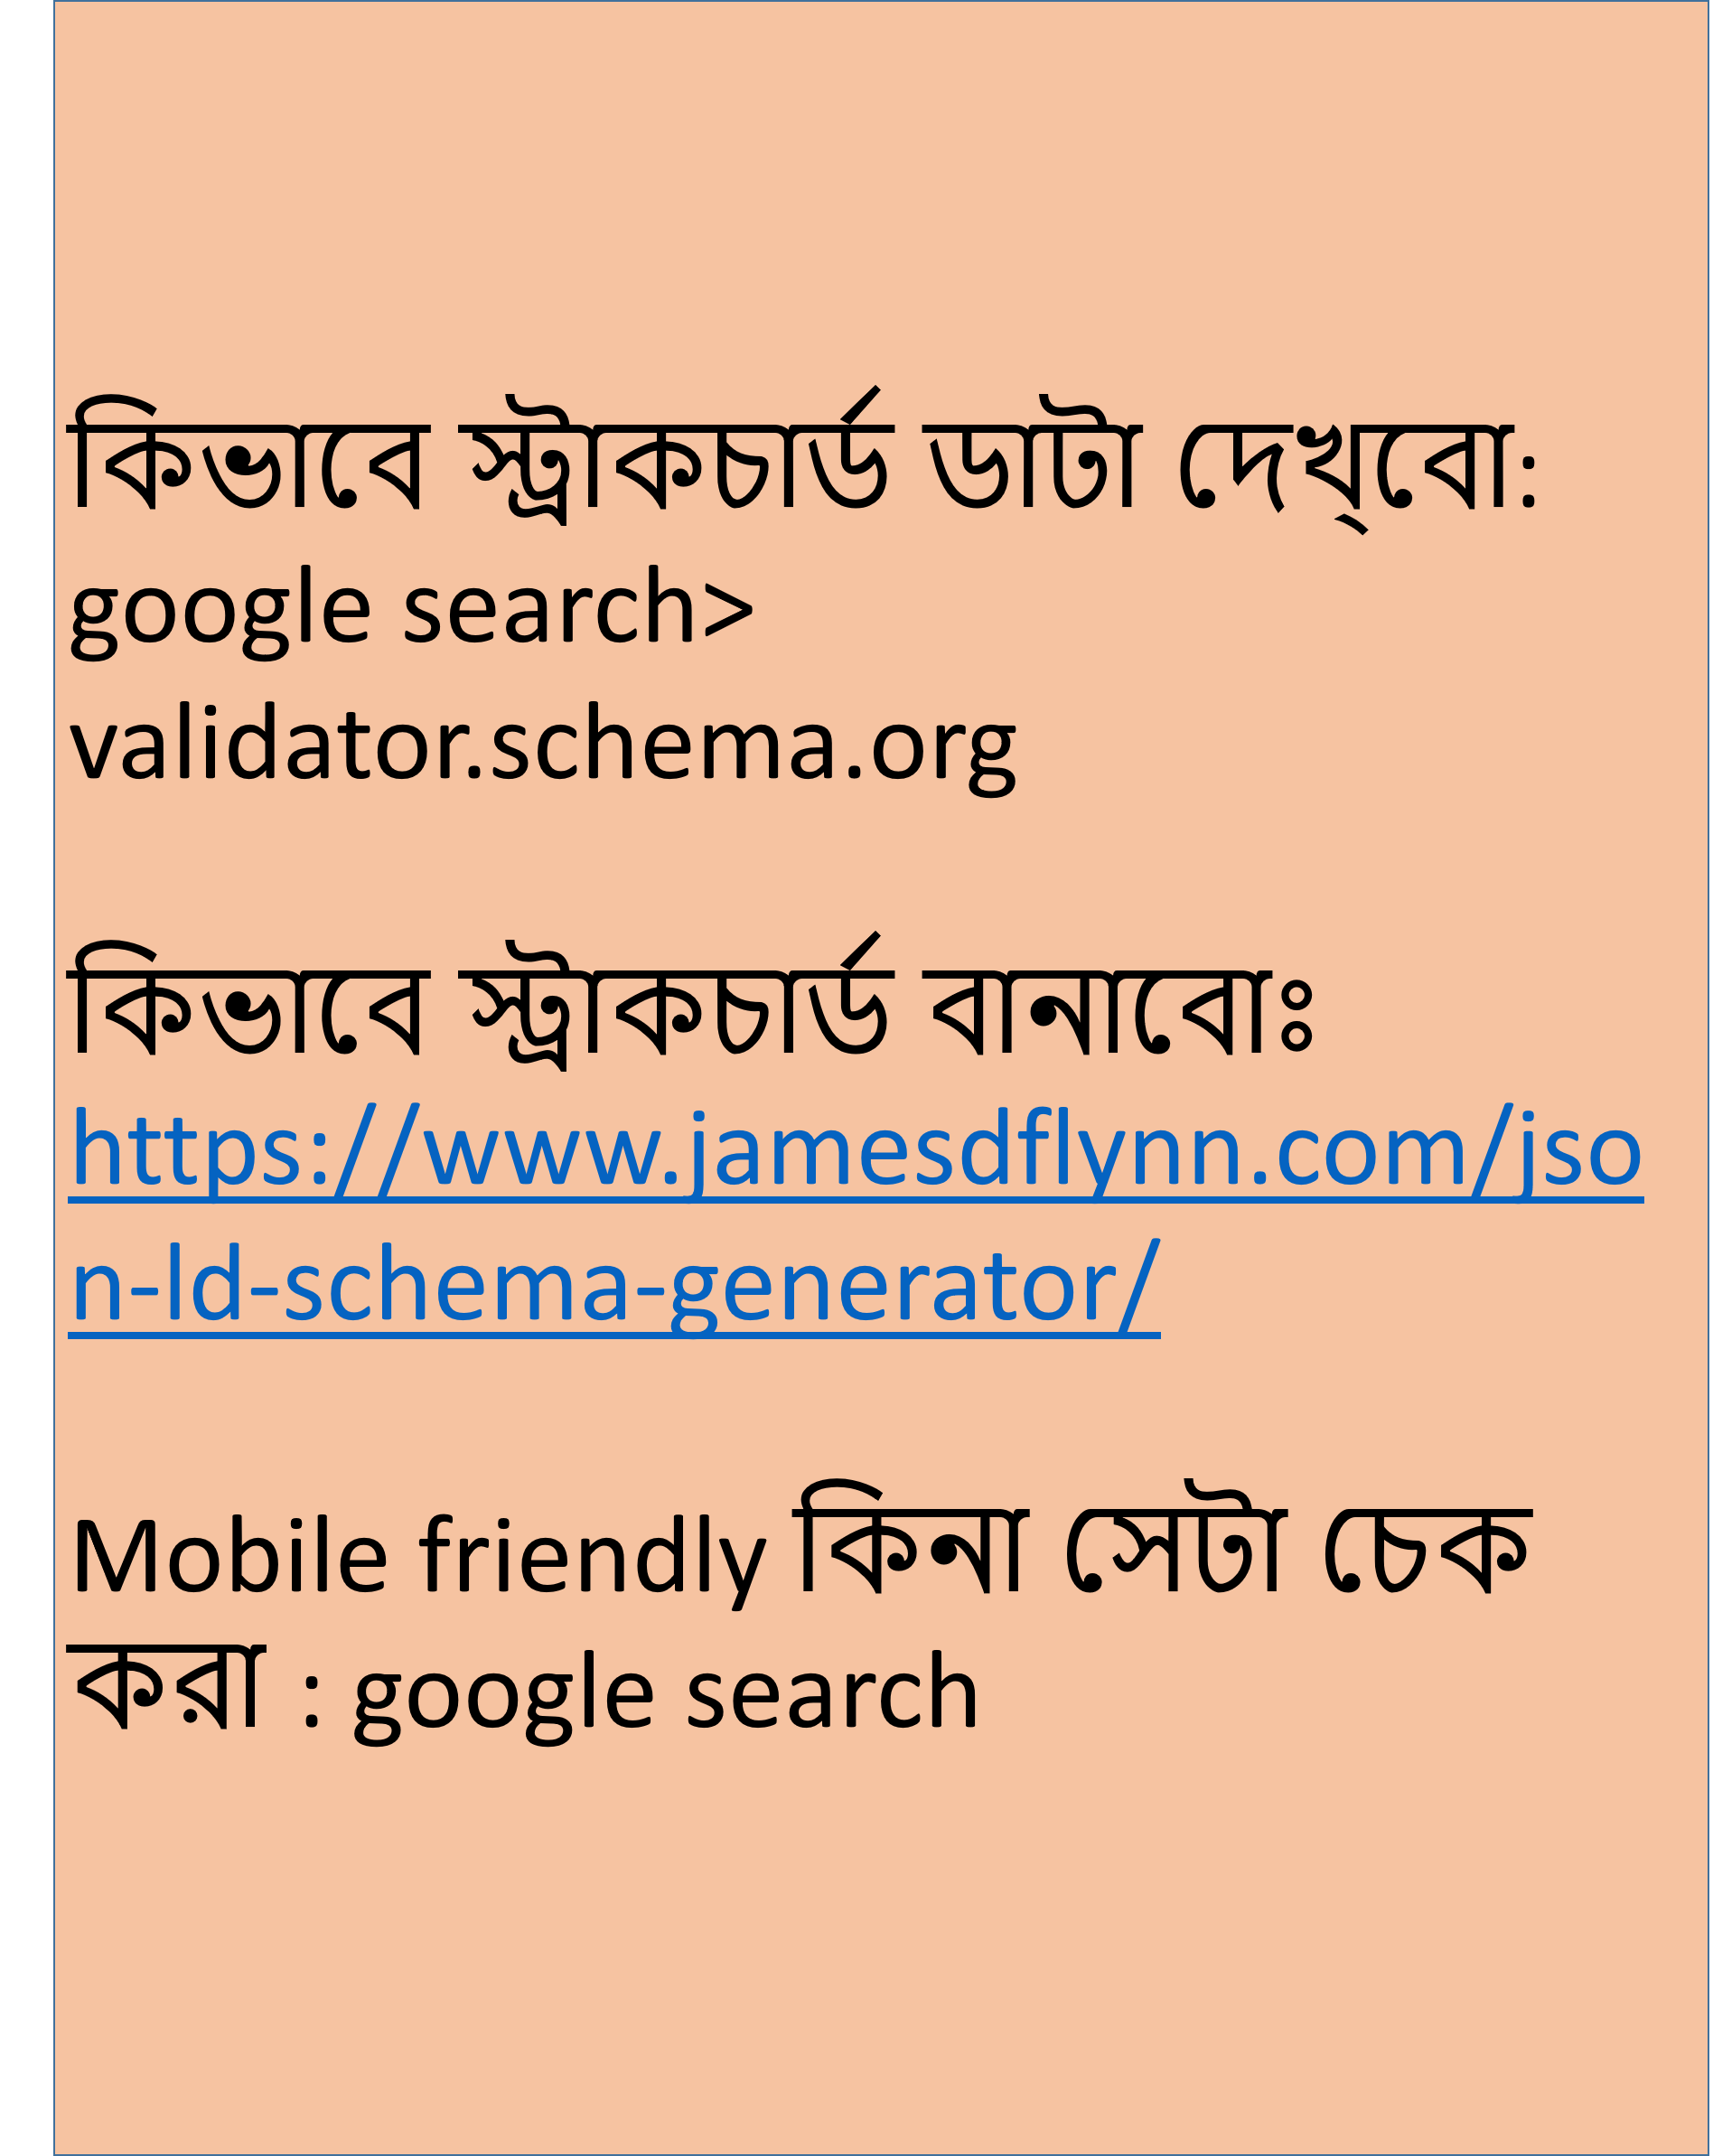 কিভাবে স্ট্রাকচার্ড ডাটা দেখ্বো:
google search>
validator.schema.org
কিভাবে স্ট্রাকচার্ড বানাবোঃ
https://www.jamesdflynn.com/jso
n-ld-schema-generator/
Mobile friendly কিনা সেটা চেক
করা : google search